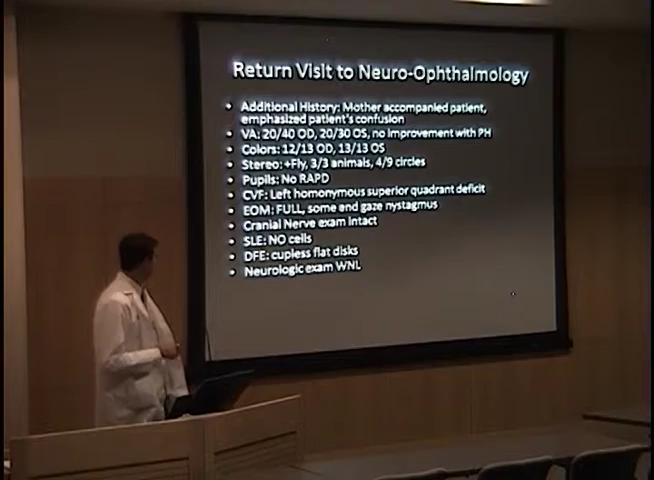 Return Visit to Neuro-Ophthalmology
• Additional History: Mother accompanied patient,
emphasized patient's confusion
• VA: 20/40 OD, 20/30 OS, no improvement with PH
• Colors: 12/13 OD, 13/13 OS
• Stereo: +Fly, 3/3 animals, 4/9 circles
• Pupils: No RAPD
• CVF: Left homonymous superior quadrant deficit
• EOM: FULL, some end gaze nystagmus
• Cranial Nerve exam intact
• SLE: NO cells
• DFE: cupless flat disks
• Neurologic exam WNL